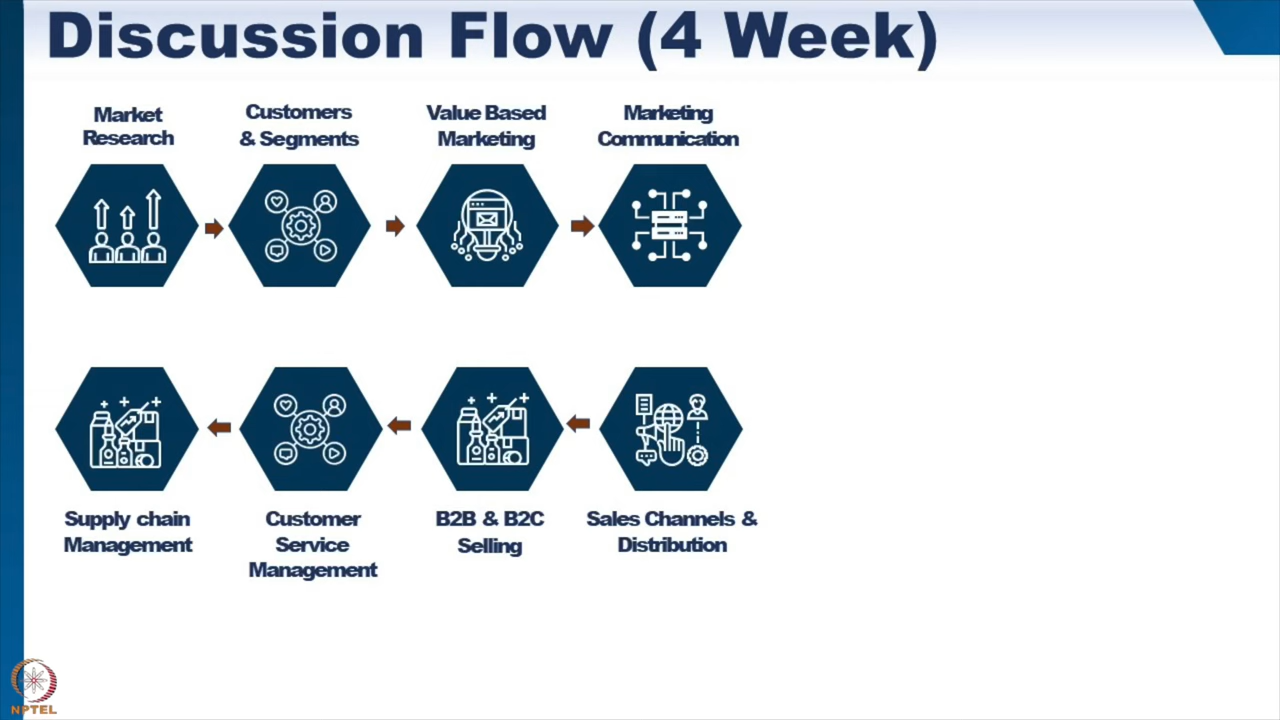 Discussion Flow (4 Week)
Market
Research
Customers
& Segments
Value Based
Marketing
Marketing
Communication
Supply chain
Management
Customer
Service
Management
B2B & B2C
Selling
Sales Channels &
Distribution
NPTEL